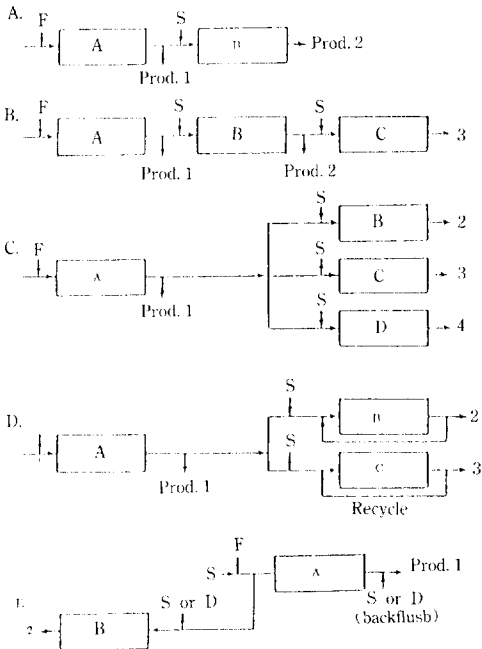 A. F S
A B Prod. 2
Prod. 1
B. F S S
A B C 3
Prod. 1 Prod. 2
S
B 2
C. F S
A C 3
Prod. 1 S
D 4
S
D. B 2
A S
C 3
Prod. 1
Recycle
F
S A Prod. 1
S or D S or D
(backflusb)
B